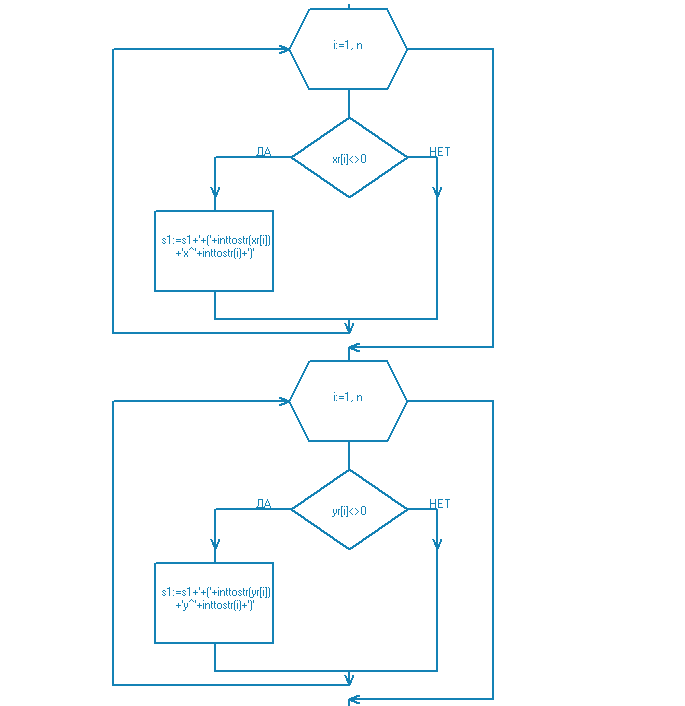 i:=1, n
ДА
НЕТ
xr[i]<>0
s1:=s1+'+('+inttostr(xr[i])
+'x^'+inttostr(i)+')'
i:=1, n
ДА
НЕТ
yr[i]<>0
s1:=s1+'+('+inttostr(yr[i])
+'y^'+inttostr(i)+')'